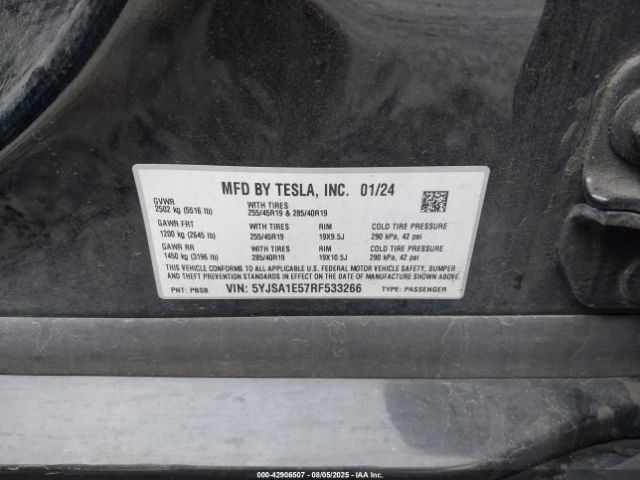 MFD BY TESLA, INC. 01/24
GVWR
2502 kg (5516 lb)
WITH TIRES
255/45R19 & 285/40R19
GAWR FRT
1200 kg (2645 lb)
WITH TIRES
255/45R19
RIM
19X9.5J
COLD TIRE PRESSURE
290 kPa, 42 psi
GAWR RR
1450 kg (3196 lb)
WITH TIRES
285/40R19
RIM
19X10.5J
COLD TIRE PRESSURE
290 kPa, 42 psi
THIS VEHICLE CONFORMS TO ALL APPLICABLE FEDERAL MOTOR VEHICLE SAFETY, BUMPER
AND THEFT PREVENTION STANDARDS IN EFFECT ON THE DATE OF MANUFACTURE SHOWN ABOVE.
PNT: PBSB VIN: 5YJSA1E57RF533266 TYPE: PASSENGER
000-42906507 - 08/05/2025 - IAA Inc.